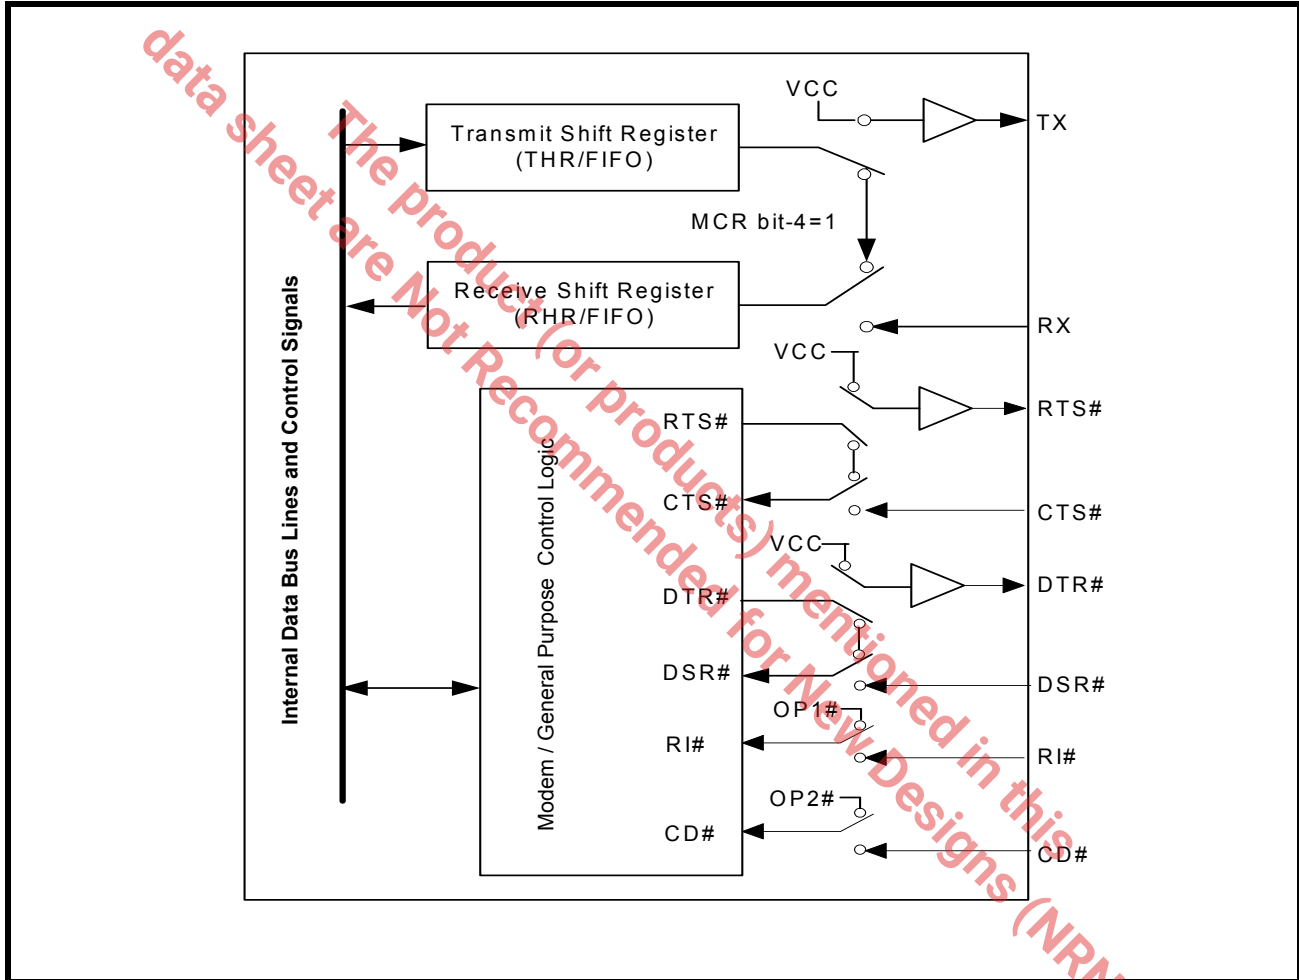 VCC
TX
Transmit Shift Register
(THR/FIFO)
MCR bit-4=1
Receive Shift Register
(RHR/FIFO)
RX
VCC
RTS#
RTS#
CTS#
CTS#
VCC
DTR#
DTR#
DSR#
DSR#
OP1#
RI#
RI#
OP2#
CD#
CD#
Internal Data Bus Lines and Control Signals
Modem / General Purpose Control Logic
The product (or products) mentioned in this
data sheet are Not Recommended for New Designs (NRN